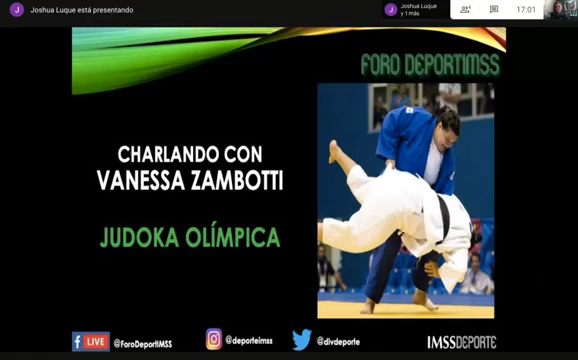 J Joshua Luque está presentando
J Joshua Luque
y 1 más
17:01
FORO DEPORTIMSS
CHARLANDO CON
VANESSA ZAMBOTTI
JUDOKA OLÍMPICA
f LIVE @ForoDeportIMSS
@deporteimss
@divdeporte
IMSSDEPORTE